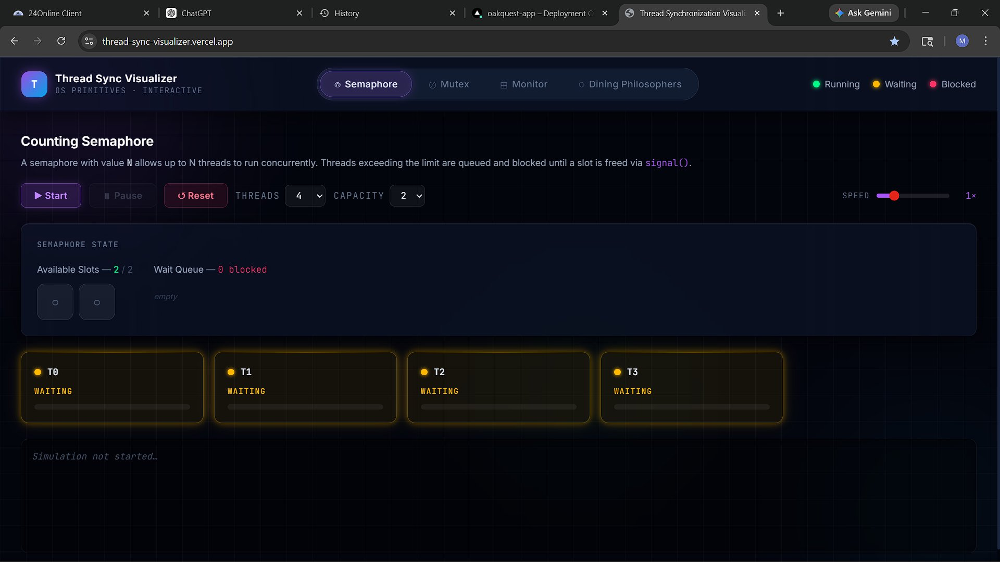 24Online Client
ChatGPT
History
oakquest-app – Deployment O
Thread Synchronization Visuali
Ask Gemini
thread-sync-visualizer.vercel.app
M
T
Thread Sync Visualizer
OS PRIMITIVES · INTERACTIVE
Semaphore
Mutex
Monitor
Dining Philosophers
Running
Waiting
Blocked
Counting Semaphore
A semaphore with value N allows up to N threads to run concurrently. Threads exceeding the limit are queued and blocked until a slot is freed via signal().
▶ Start
⏸ Pause
↺ Reset
THREADS
4
CAPACITY
2
SPEED
1×
SEMAPHORE STATE
Available Slots — 2 / 2
Wait Queue — 0 blocked
○
○
empty
T0
WAITING
T1
WAITING
T2
WAITING
T3
WAITING
Simulation not started…